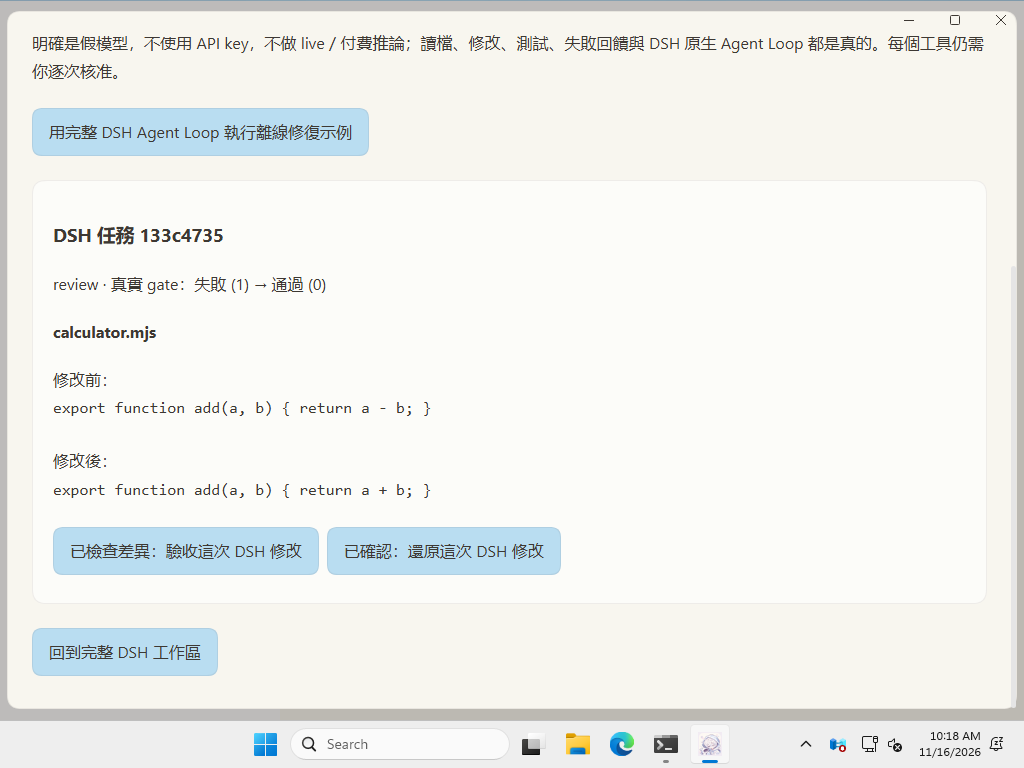 明確是假模型，不使用 API key，不做 live / 付費推論；讀檔、修改、測試、失敗回饋與 DSH 原生 Agent Loop 都是真的。每個工具仍需
你逐次核准。
用完整 DSH Agent Loop 執行離線修復示例
DSH 任務 133c4735
review · 真實 gate：失敗 (1) → 通過 (0)
calculator.mjs
修改前：
export function add(a, b) { return a - b; }
修改後：
export function add(a, b) { return a + b; }
已檢查差異：驗收這次 DSH 修改
已確認：還原這次 DSH 修改
回到完整 DSH 工作區
Search
10:18 AM
11/16/2026